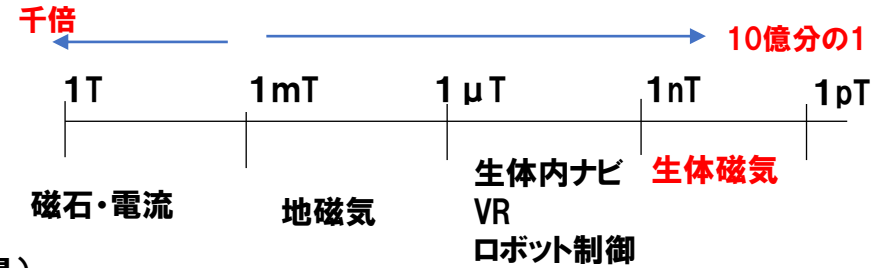 千倍
10億分の1
1T 1mT 1μT 1nT 1pT
磁石・電流
地磁気
生体内ナビ
VR
ロボット制御
生体磁気